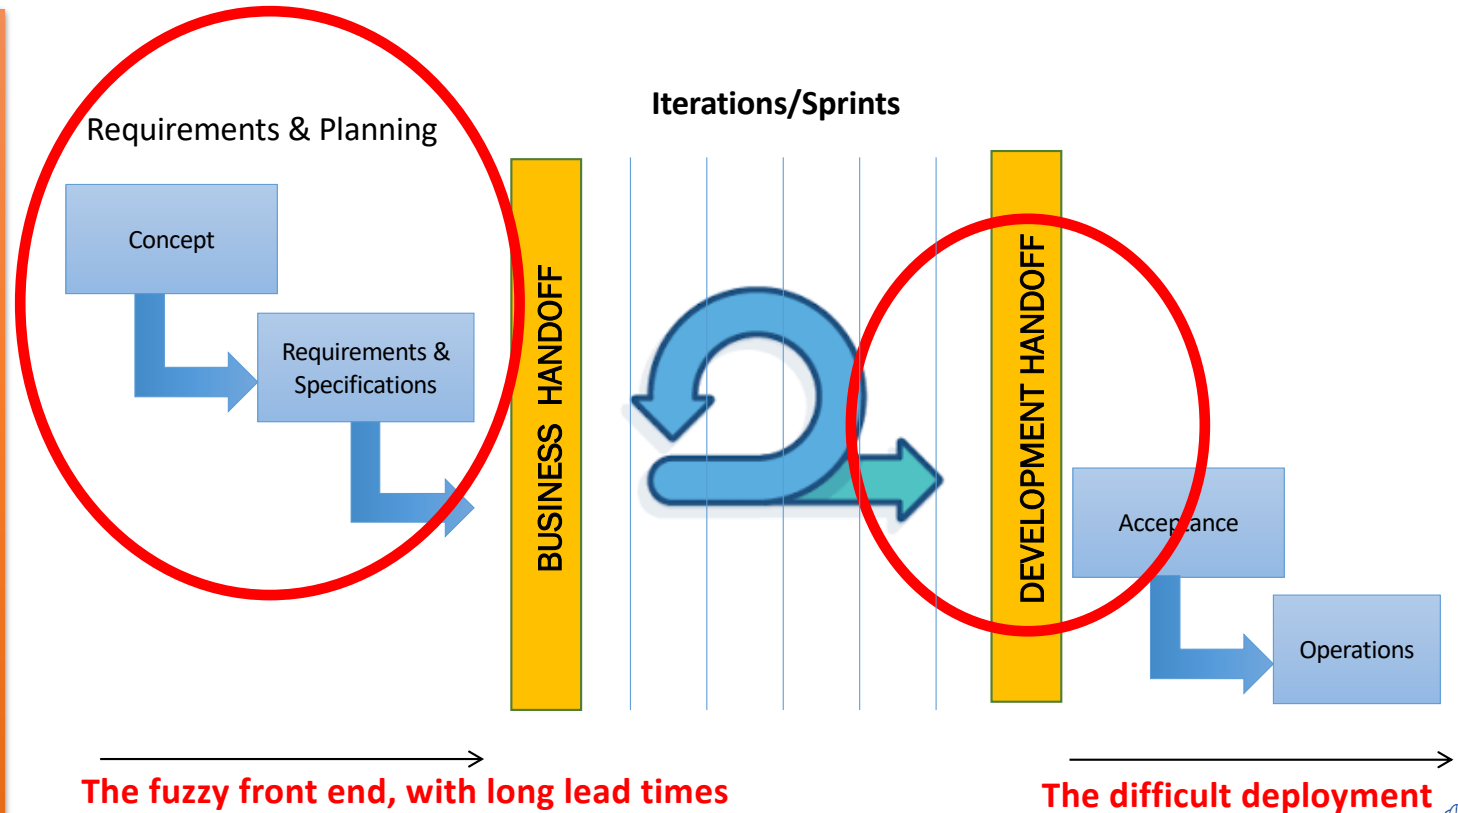 Iterations/Sprints
Requirements & Planning
Concept
Requirements &
Specifications
BUSINESS HANDOFF
DEVELOPMENT HANDOFF
Acceptance
Operations
The fuzzy front end, with long lead times
The difficult deployment